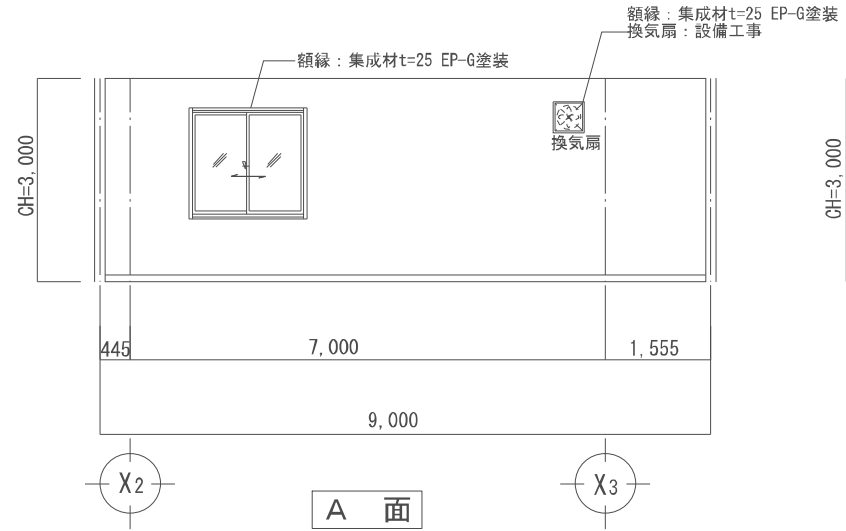 額縁：集成材t=25 EP-G塗装
換気扇：設備工事
額縁：集成材t=25 EP-G塗装
換気扇
CH=3,000
CH=3,000
445
7,000
1,555
9,000
X2
X3
A 面